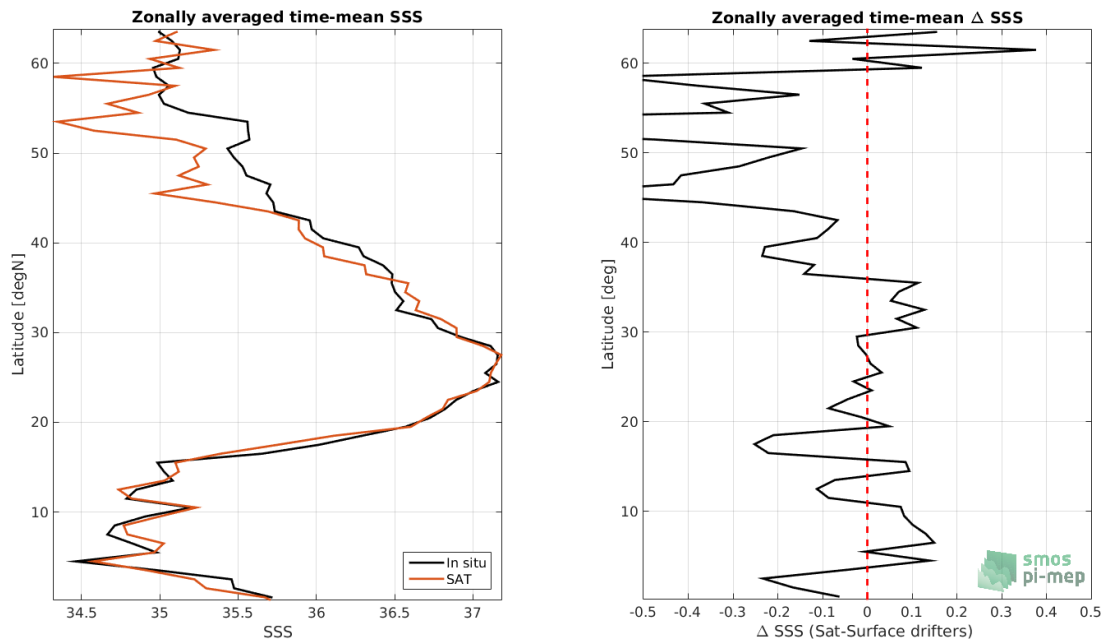 Zonally averaged time-mean SSS
60
50
40
30
20
10
Latitude [degN]
34.5 35 35.5 36 36.5 37
SSS
In situ
SAT
Zonally averaged time-mean Δ SSS
60
50
40
30
20
10
Latitude [deg]
-0.5 -0.4 -0.3 -0.2 -0.1 0 0.1 0.2 0.3 0.4 0.5
Δ SSS (Sat-Surface drifters)
smos
pi-mep